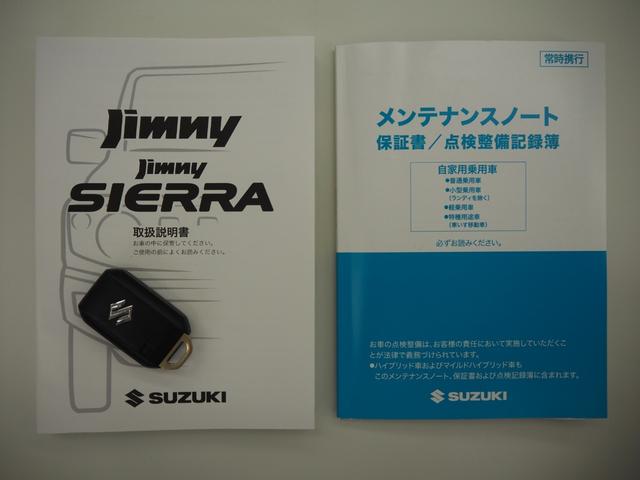 Jimny
Jimny
SIERRA
取扱説明書
お車の中に保管してください。
ご使用の前によくお読みください。
SUZUKI
常時携行
メンテナンスノート
保証書／点検整備記録簿
自家用乗用車
●普通乗用車
●小型乗用車
(ランディを除く)
●軽乗用車
●特種用途車
(車いす移動車)
必ずお読みください。
お車の点検整備は、お客様の責任において実施していただくこ
とが法律で義務づけられています。
●ハイブリッド車およびマイルドハイブリッド車も
このメンテナンスノート、保証書および点検記録簿に含まれます。
SUZUKI